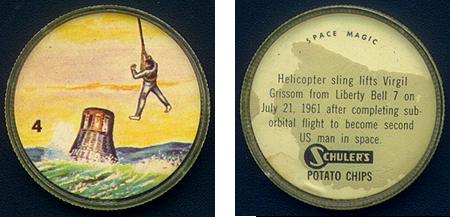 4
SPACE MAGIC
Helicopter sling lifts Virgil
Grissom from Liberty Bell 7 on
July 21, 1961 after completing sub-
orbital flight to become second
US man in space.
SCHULER'S
POTATO CHIPS